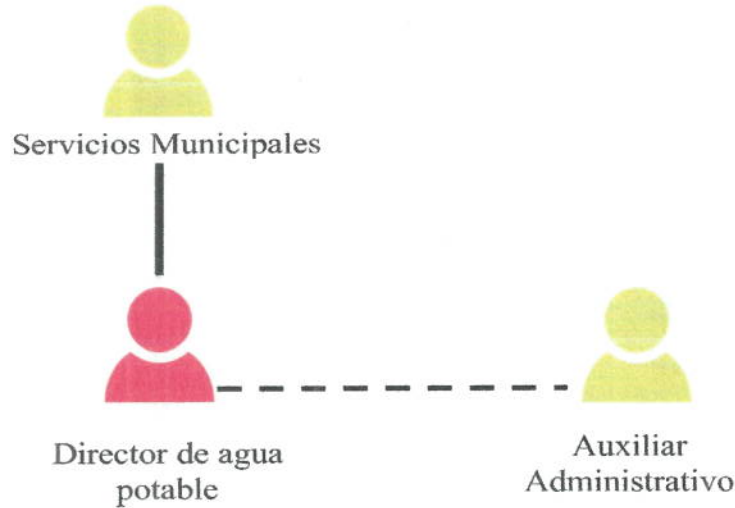 Servicios Municipales
Director de agua
potable
Auxiliar
Administrativo